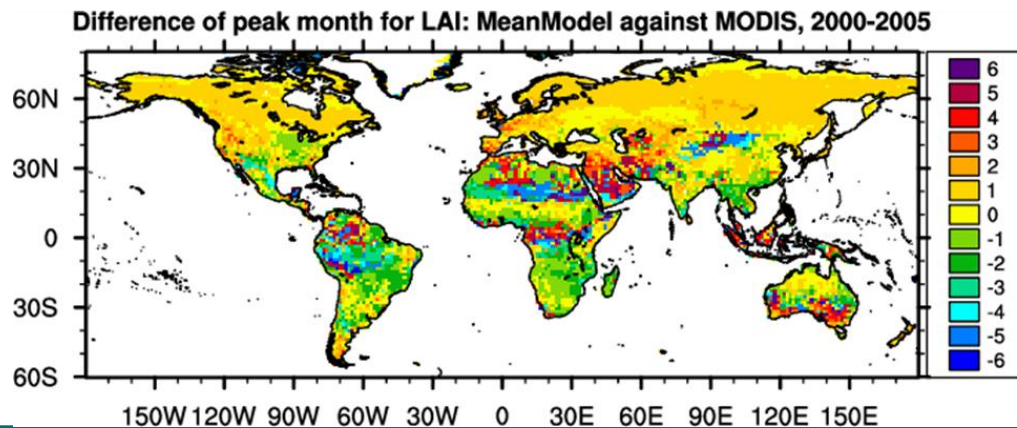 Difference of peak month for LAI: MeanModel against MODIS, 2000-2005
60N
30N
0
30S
60S
150W 120W 90W 60W 30W 0 30E 60E 90E 120E 150E
6
5
4
3
2
1
0
-1
-2
-3
-4
-5
-6